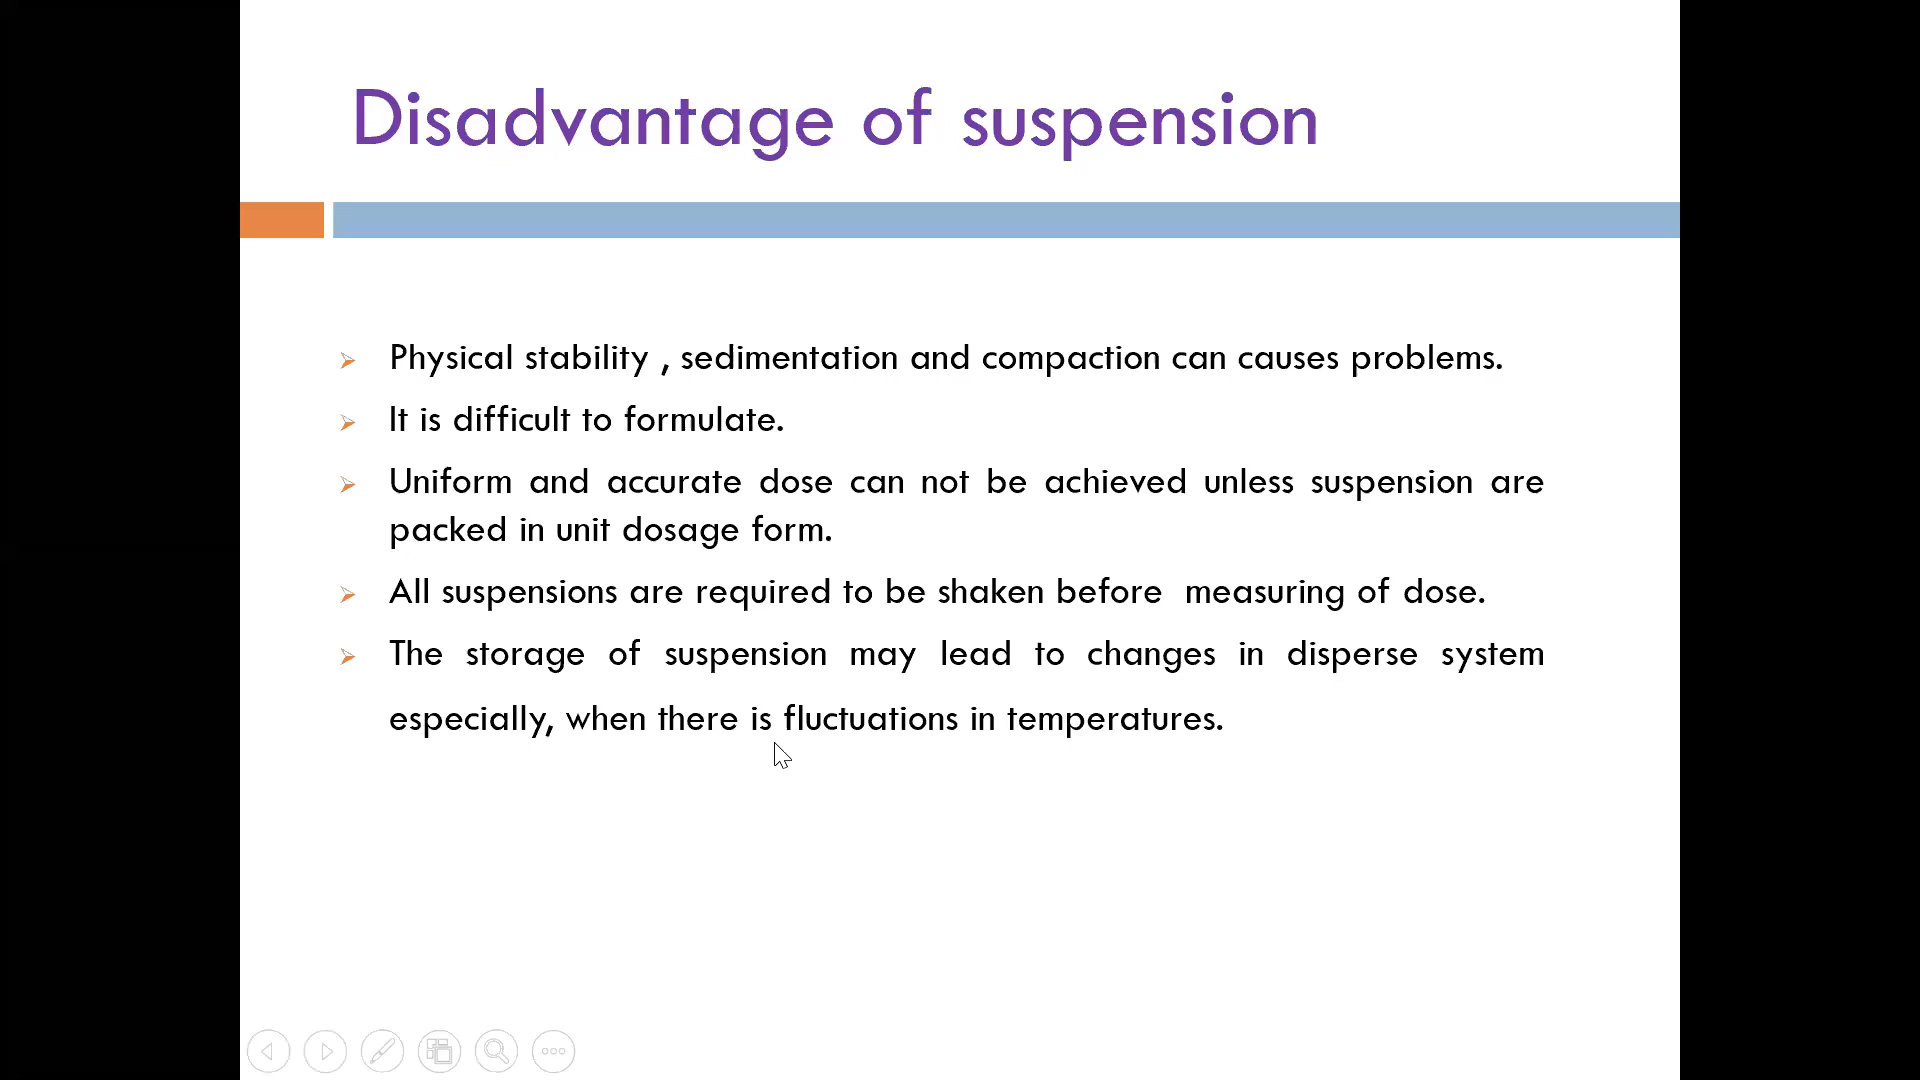 Disadvantage of suspension
Physical stability , sedimentation and compaction can causes problems.
It is difficult to formulate.
Uniform and accurate dose can not be achieved unless suspension are
packed in unit dosage form.
All suspensions are required to be shaken before  measuring of dose.
The storage of suspension may lead to changes in disperse system
especially, when there is fluctuations in temperatures.